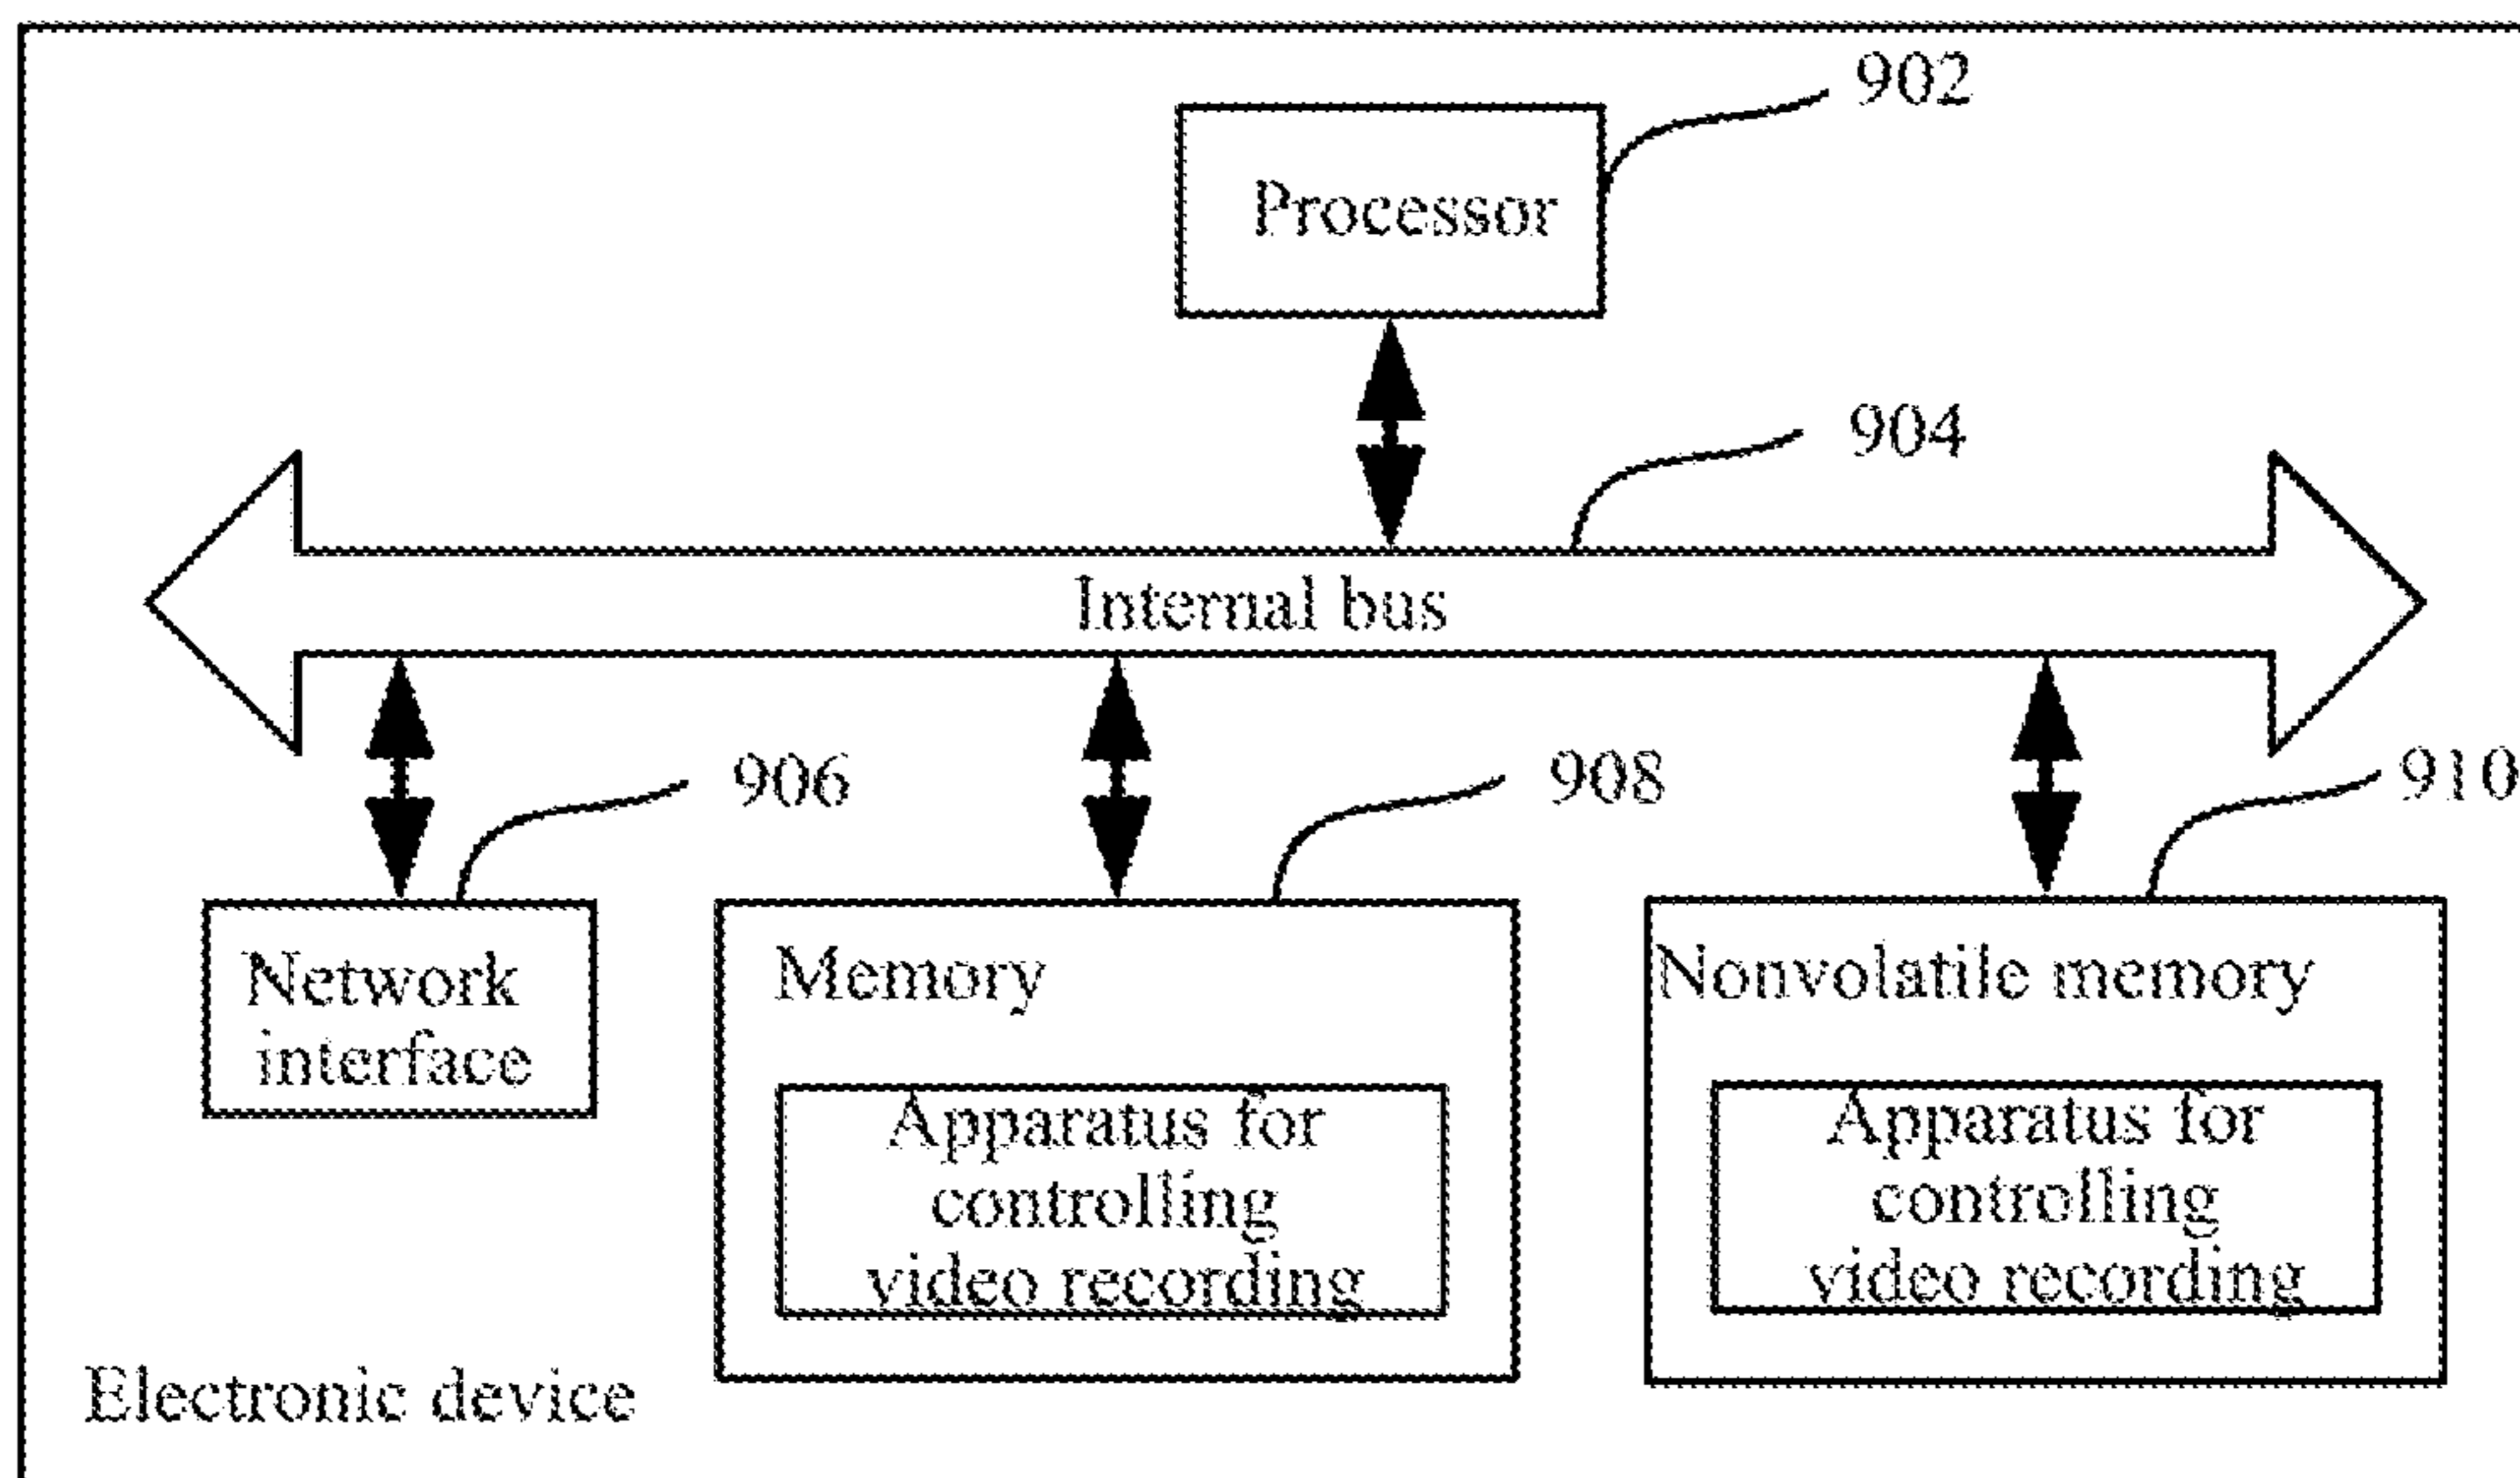 902
Processor
904
Internal bus
906
908
910
Network
interface
Memory
Apparatus for
controlling
video recording
Nonvolatile memory
Apparatus for
controlling
video recording
Electronic device